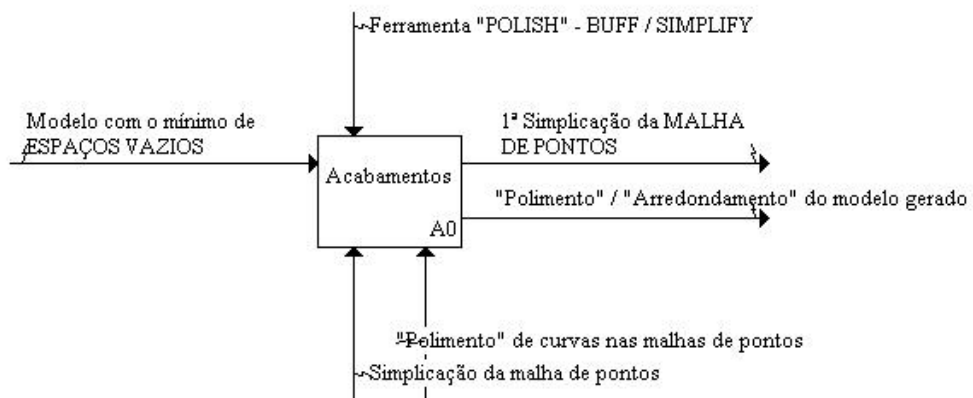 Ferramenta "POLISH" - BUFF / SIMPLIFY
Modelo com o mínimo de
ESPAÇOS VAZIOS
1ª Simplicação da MALHA
DE PONTOS
Acabamentos
"Polimento" / "Arredondamento" do modelo gerado
A0
"Polimento" de curvas nas malhas de pontos
Simplicação da malha de pontos